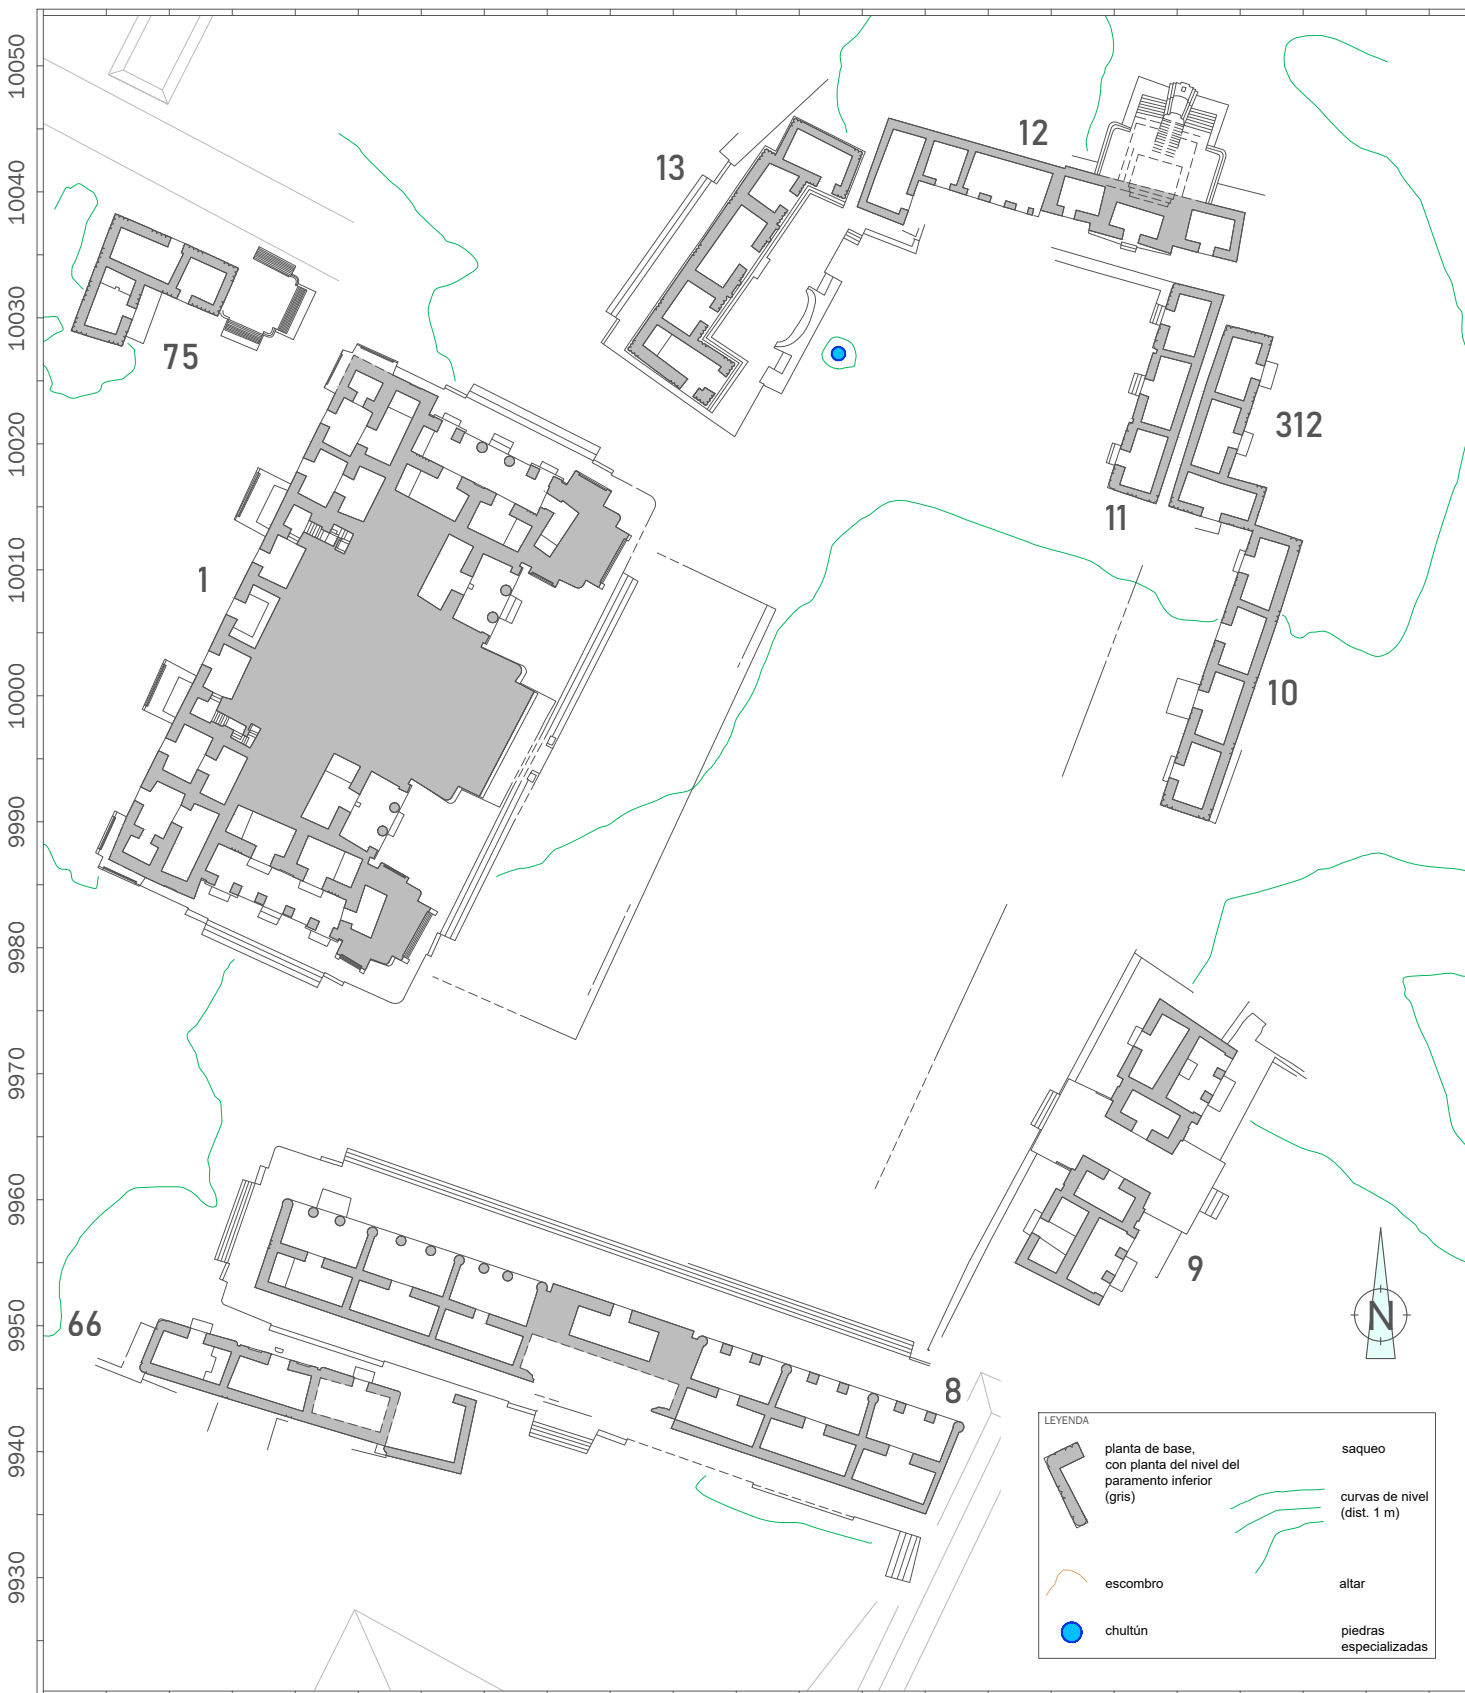 10050
10040
10030
10020
10010
10000
9990
9980
9970
9960
9950
9940
9930
12
13
75
312
11
1
10
9
66
8
N
LEYENDA
planta de base,
con planta del nivel del
paramento inferior
(gris)
saqueo
curvas de nivel
(dist. 1 m)
escombro
altar
chultún
piedras
especializadas